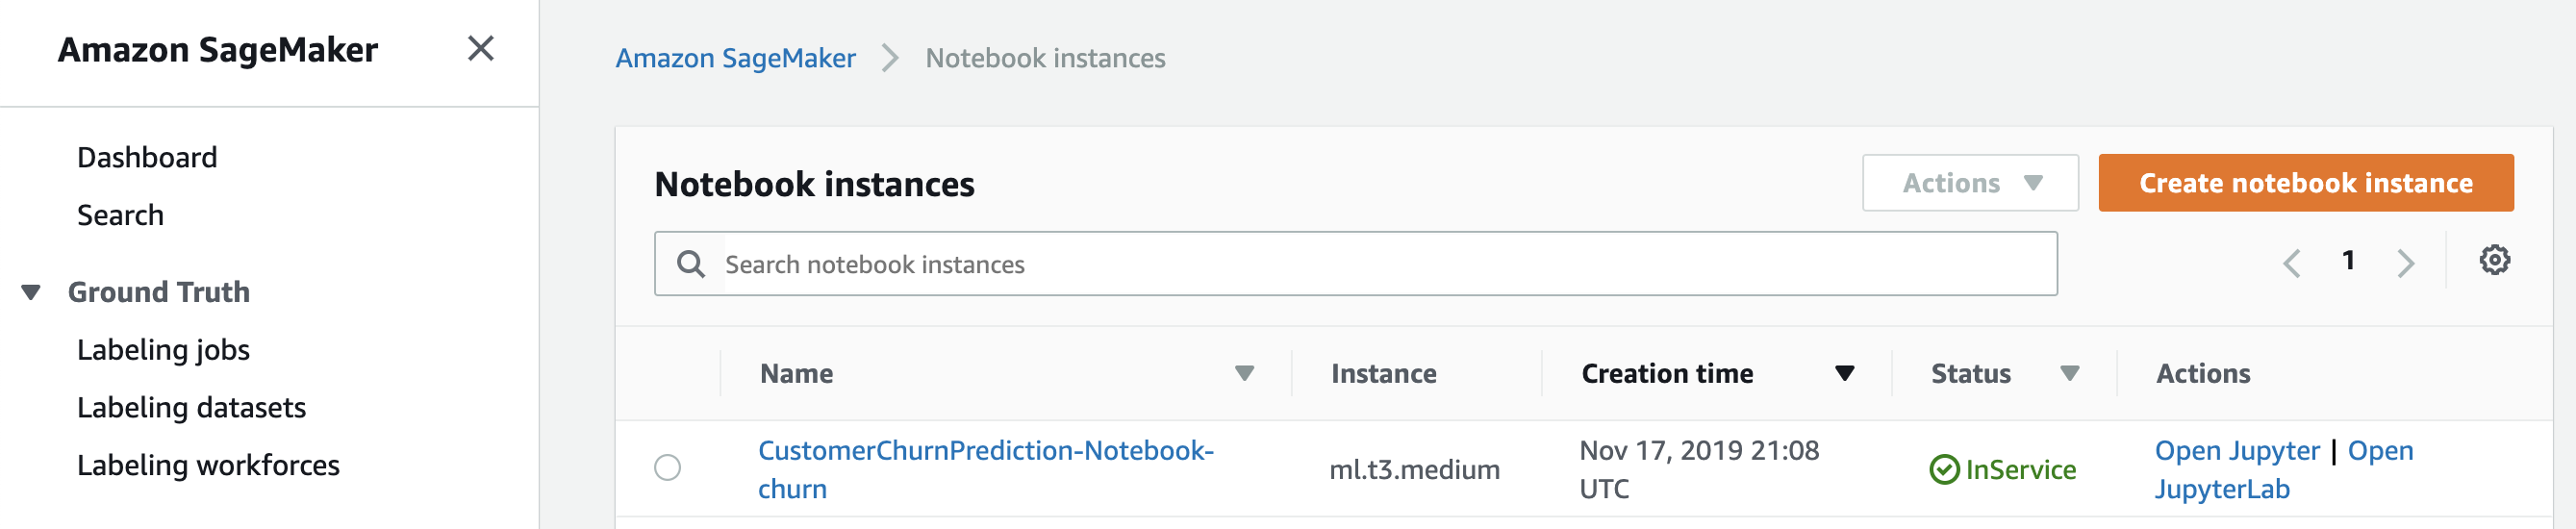 Amazon SageMaker
Dashboard
Search
Ground Truth
Labeling jobs
Labeling datasets
Labeling workforces
Amazon SageMaker > Notebook instances
Notebook instances
Actions
Create notebook instance
Search notebook instances
1
Name Instance Creation time Status Actions
CustomerChurnPrediction-Notebook-
churn
ml.t3.medium
Nov 17, 2019 21:08
UTC
InService
Open Jupyter | Open
JupyterLab